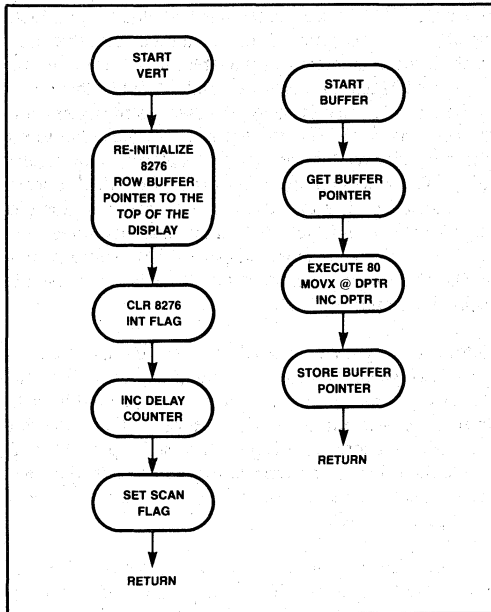 START
VERT
RE-INITIALIZE
8276
ROW BUFFER
POINTER TO THE
TOP OF THE
DISPLAY
CLR 8276
INT FLAG
INC DELAY
COUNTER
SET SCAN
FLAG
RETURN
START
BUFFER
GET BUFFER
POINTER
EXECUTE 80
MOVX @ DPTR
INC DPTR
STORE BUFFER
POINTER
RETURN